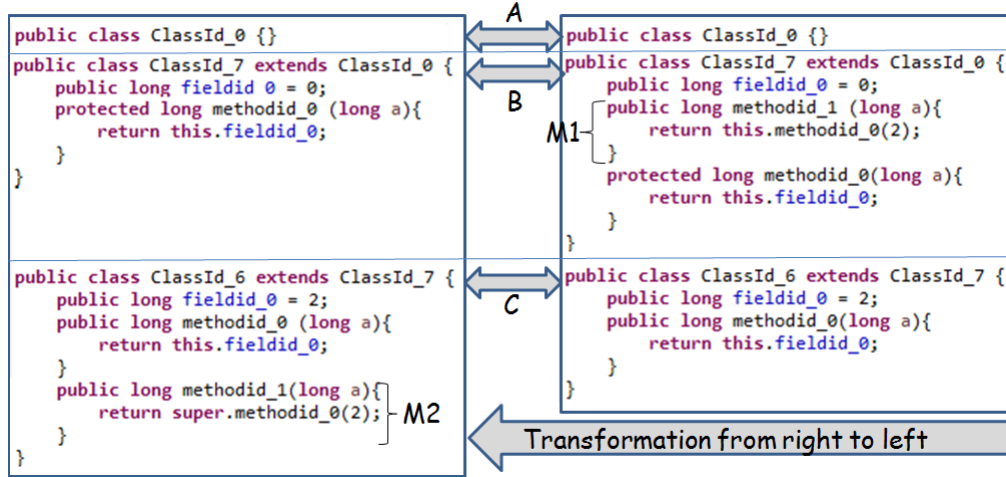 A
public class ClassId_0 {}
public class ClassId_0 {}
public class ClassId_7 extends ClassId_0 {
public long fieldid 0 = 0;
protected long methodid_0 (long a){
return this.fieldid_0;
}
}
B
public class ClassId_7 extends ClassId_0 {
public long fieldid_0 = 0;
public long methodid_1 (long a){
M1
return this.methodid_0(2);
}
protected long methodid_0(long a){
return this.fieldid_0;
}
}
public class ClassId_6 extends ClassId_7 {
public long fieldid_0 = 2;
public long methodid_0 (long a){
return this.fieldid_0;
}
public long methodid_1(long a){
return super.methodid_0(2);
M2
}
}
C
public class ClassId_6 extends ClassId_7 {
public long fieldid_0 = 2;
public long methodid_0(long a){
return this.fieldid_0;
}
}
Transformation from right to left